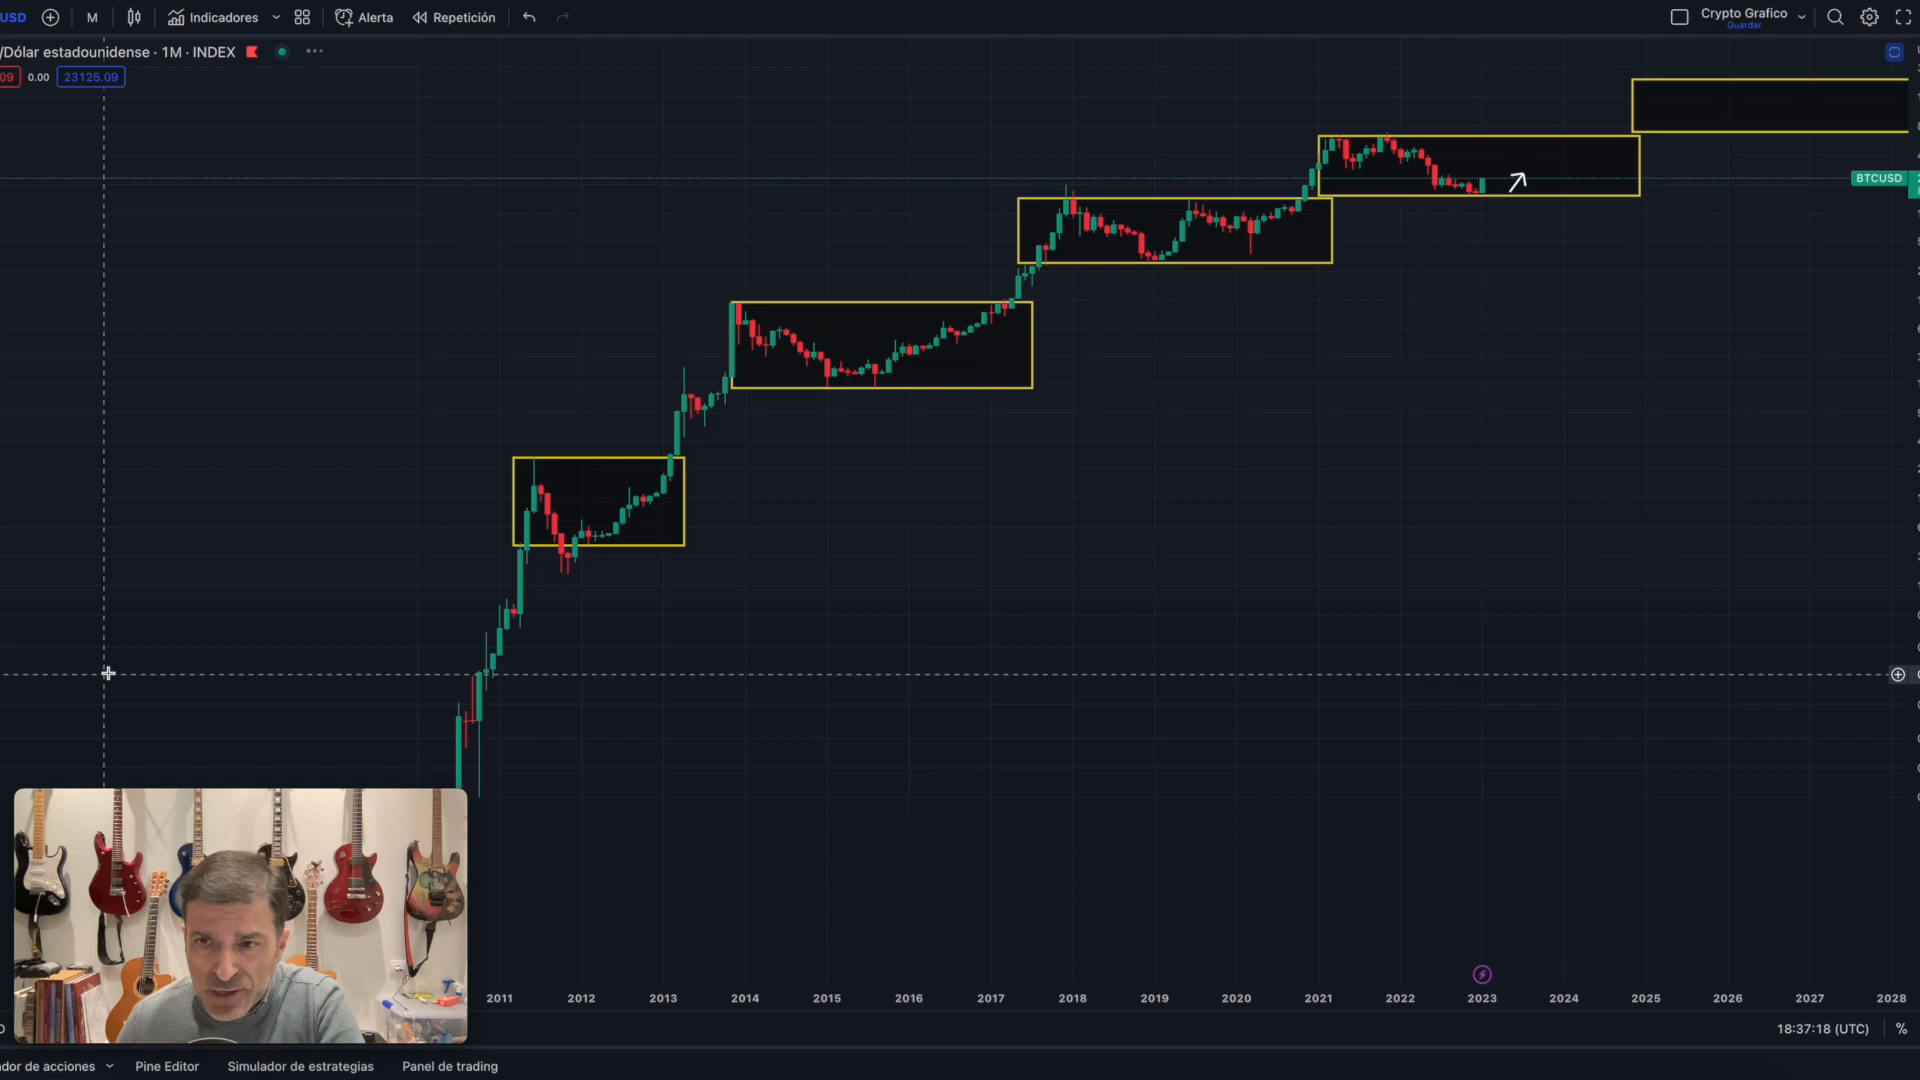 USD M Indicadores Alerta Repetición Crypto Grafico
Guardar
/Dólar estadounidense · 1M · INDEX
09 0.00 23125.09
BTCUSD
2011 2012 2013 2014 2015 2016 2017 2018 2019 2020 2021 2022 2023 2024 2025 2026 2027 2028
18:37:18 (UTC) %
dor de acciones Pine Editor Simulador de estrategias Panel de trading